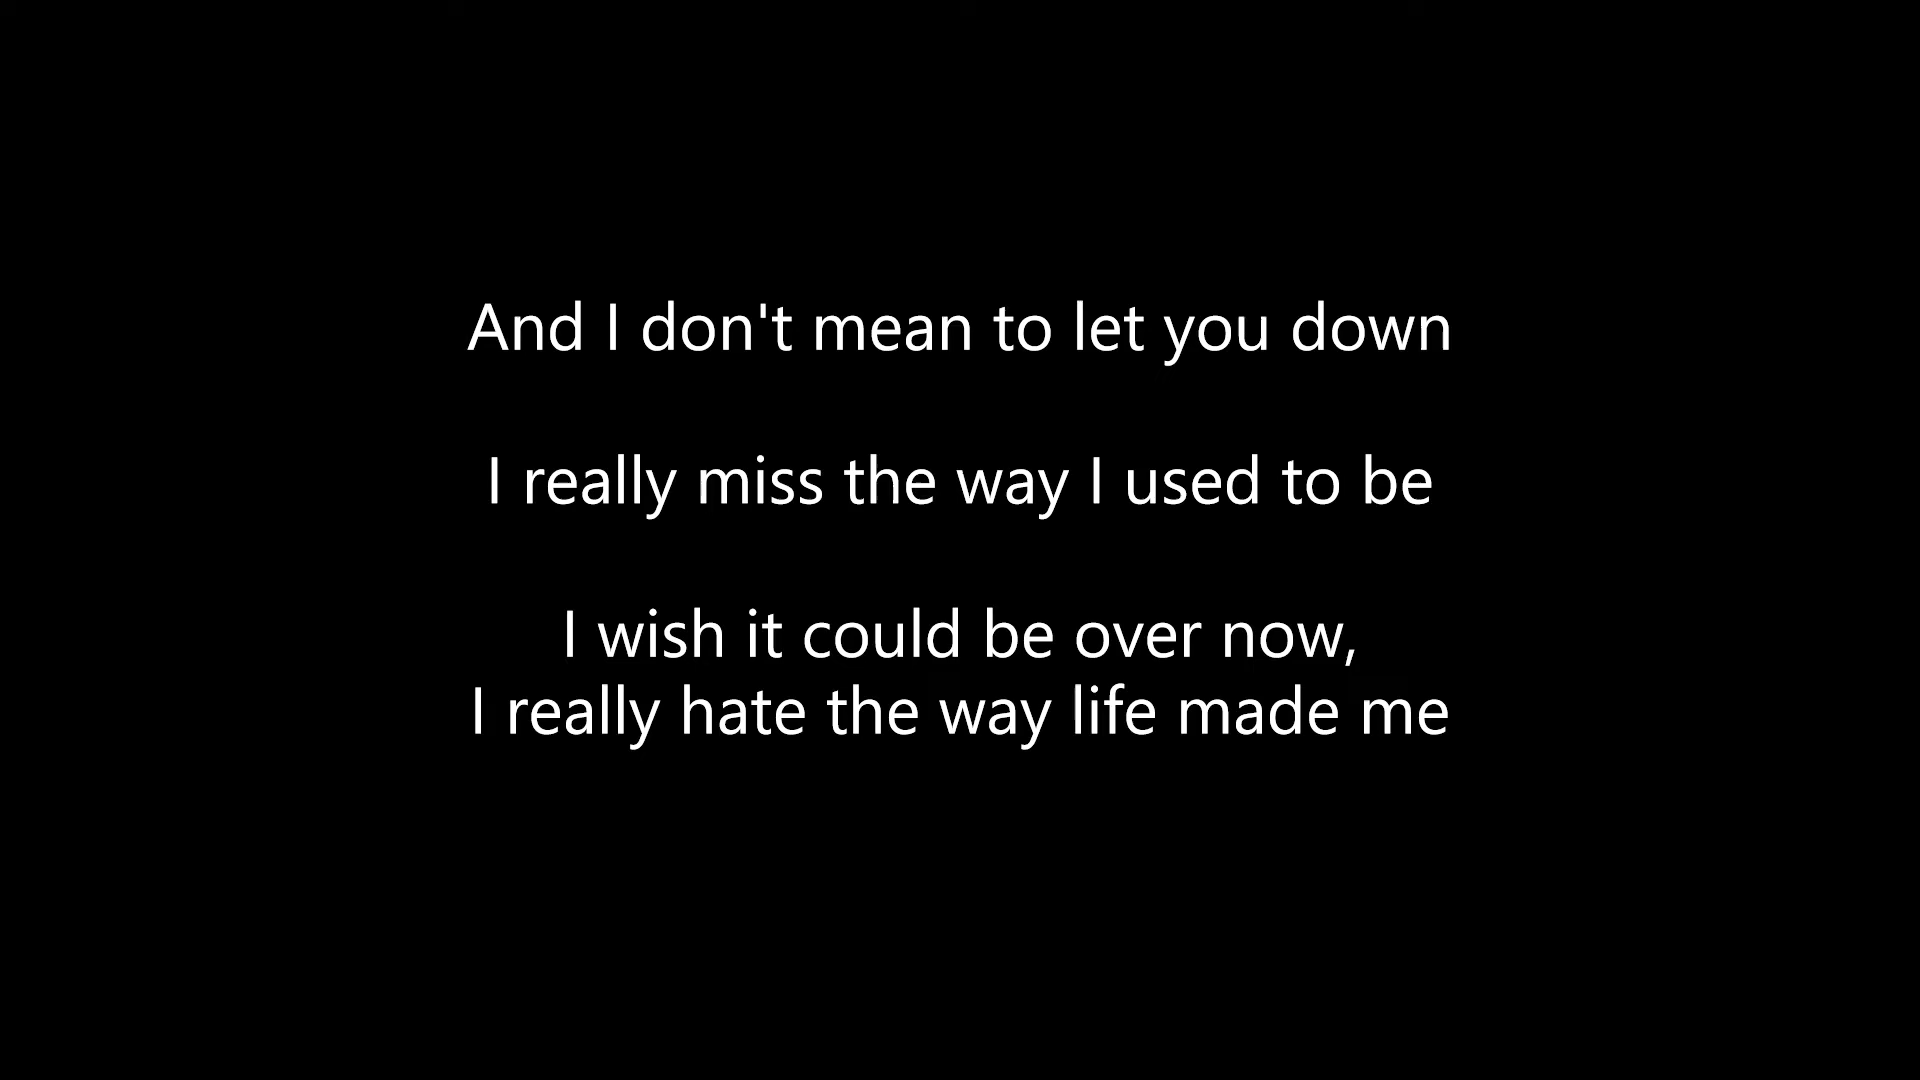 And I don't mean to let you down
I really miss the way I used to be
I wish it could be over now,
I really hate the way life made me